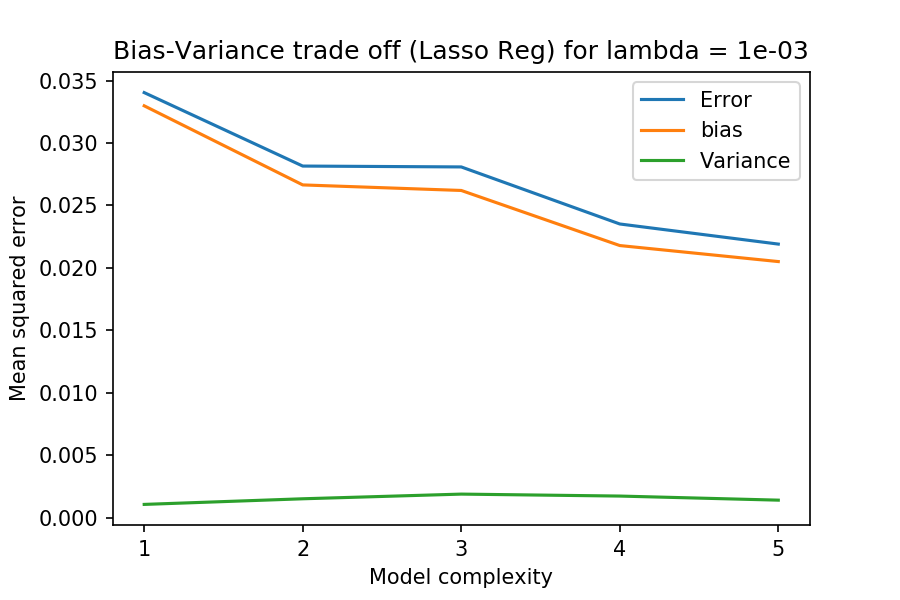 Bias-Variance trade off (Lasso Reg) for lambda = 1e-03
0.035
0.030
0.025
0.020
0.015
0.010
0.005
0.000
Mean squared error
Error
bias
Variance
1 2 3 4 5
Model complexity